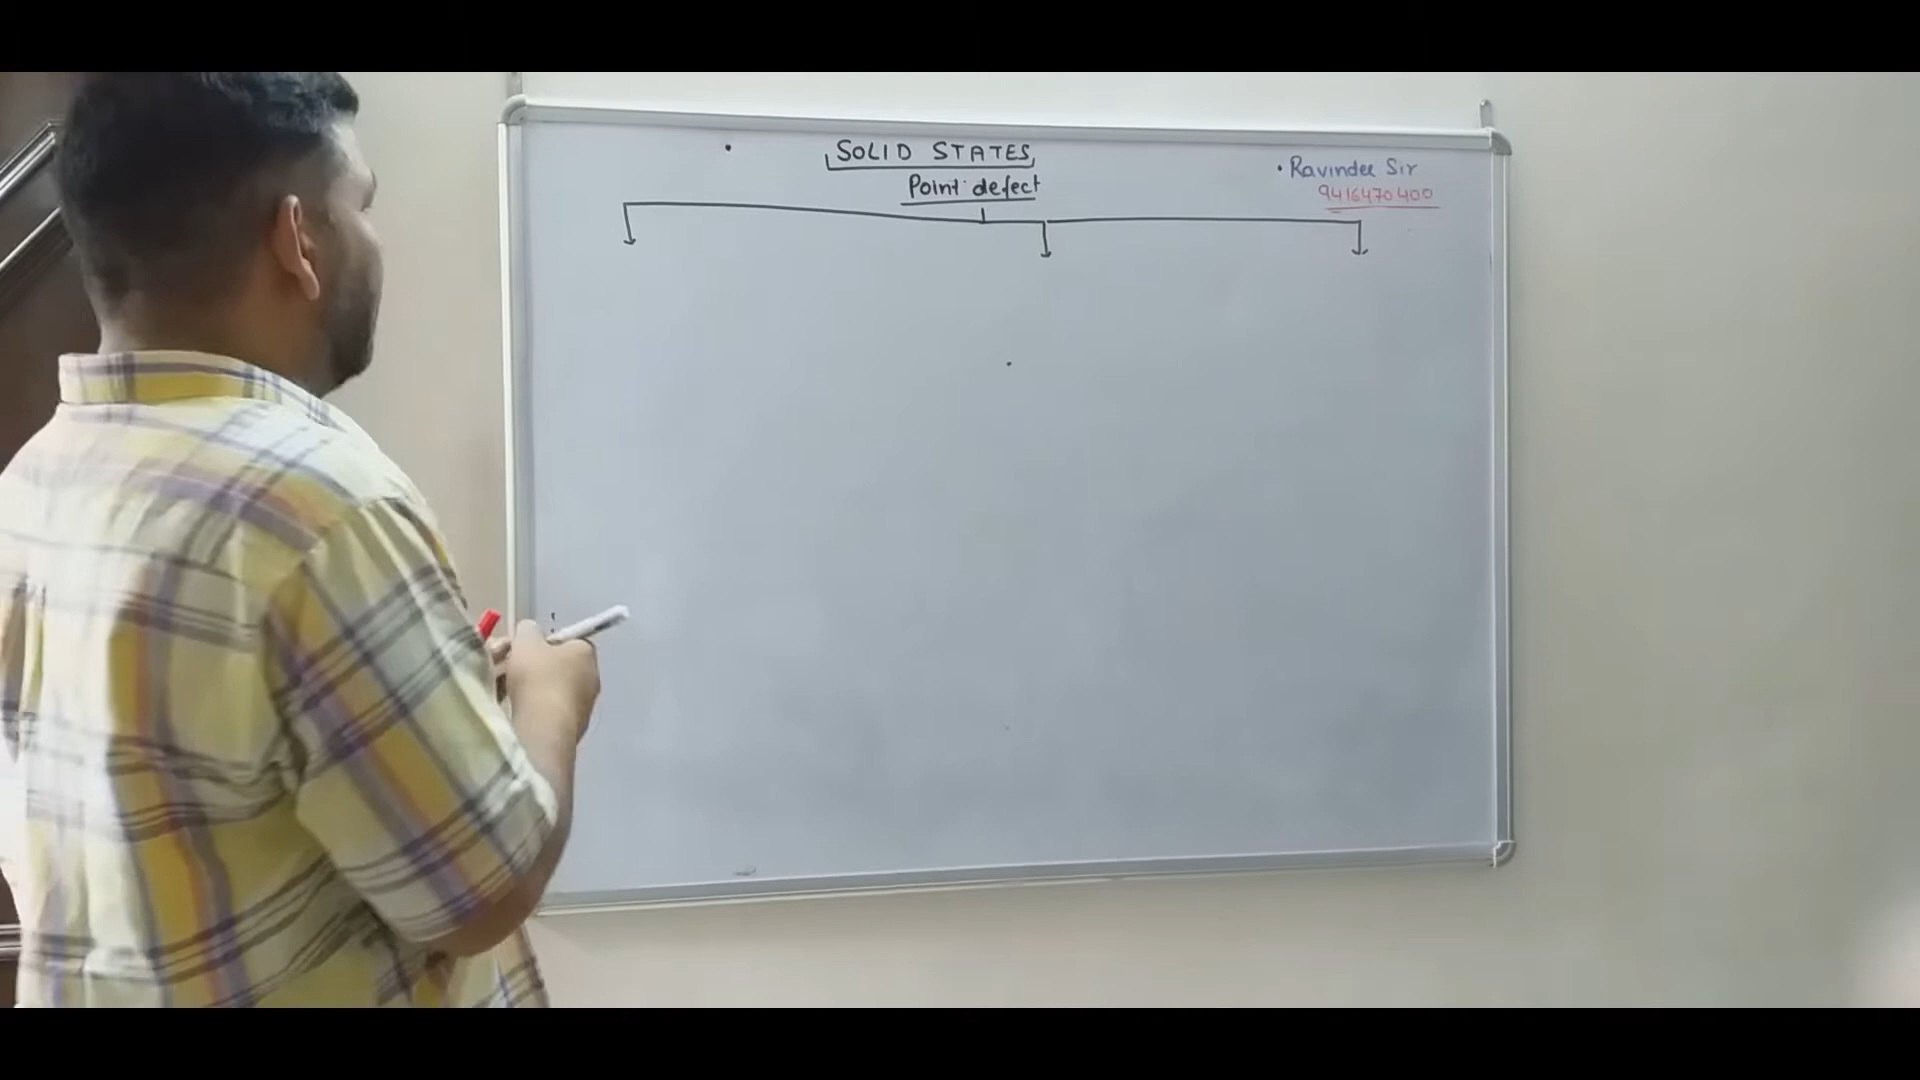 SOLID STATES
Point defect
• Ravinder Sir
9416470400